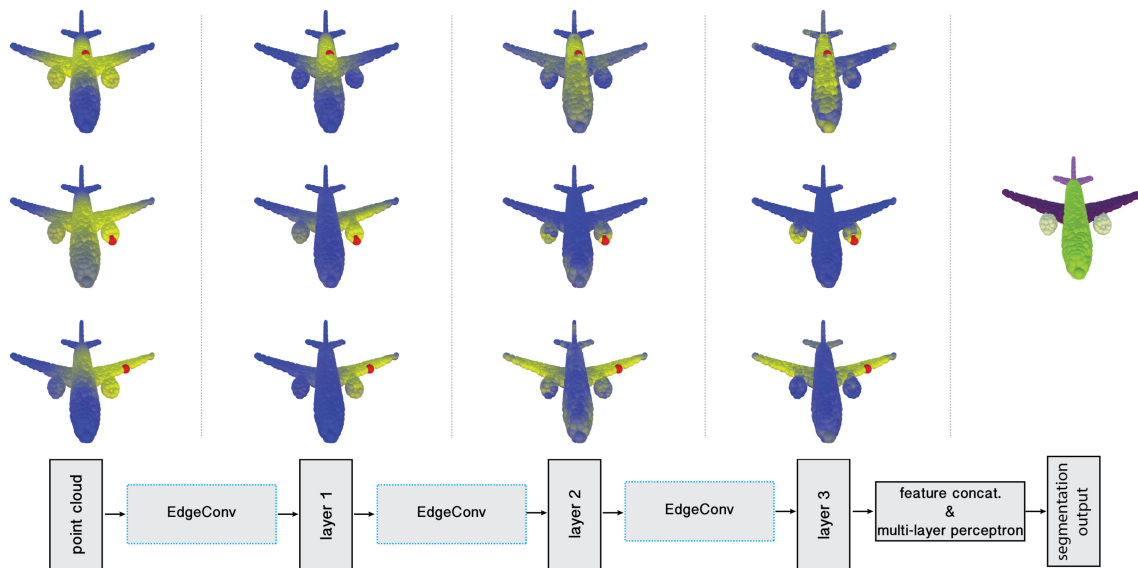 point cloud
EdgeConv
layer 1
EdgeConv
layer 2
EdgeConv
layer 3
feature concat.
&
multi-layer perceptron
segmentation
output